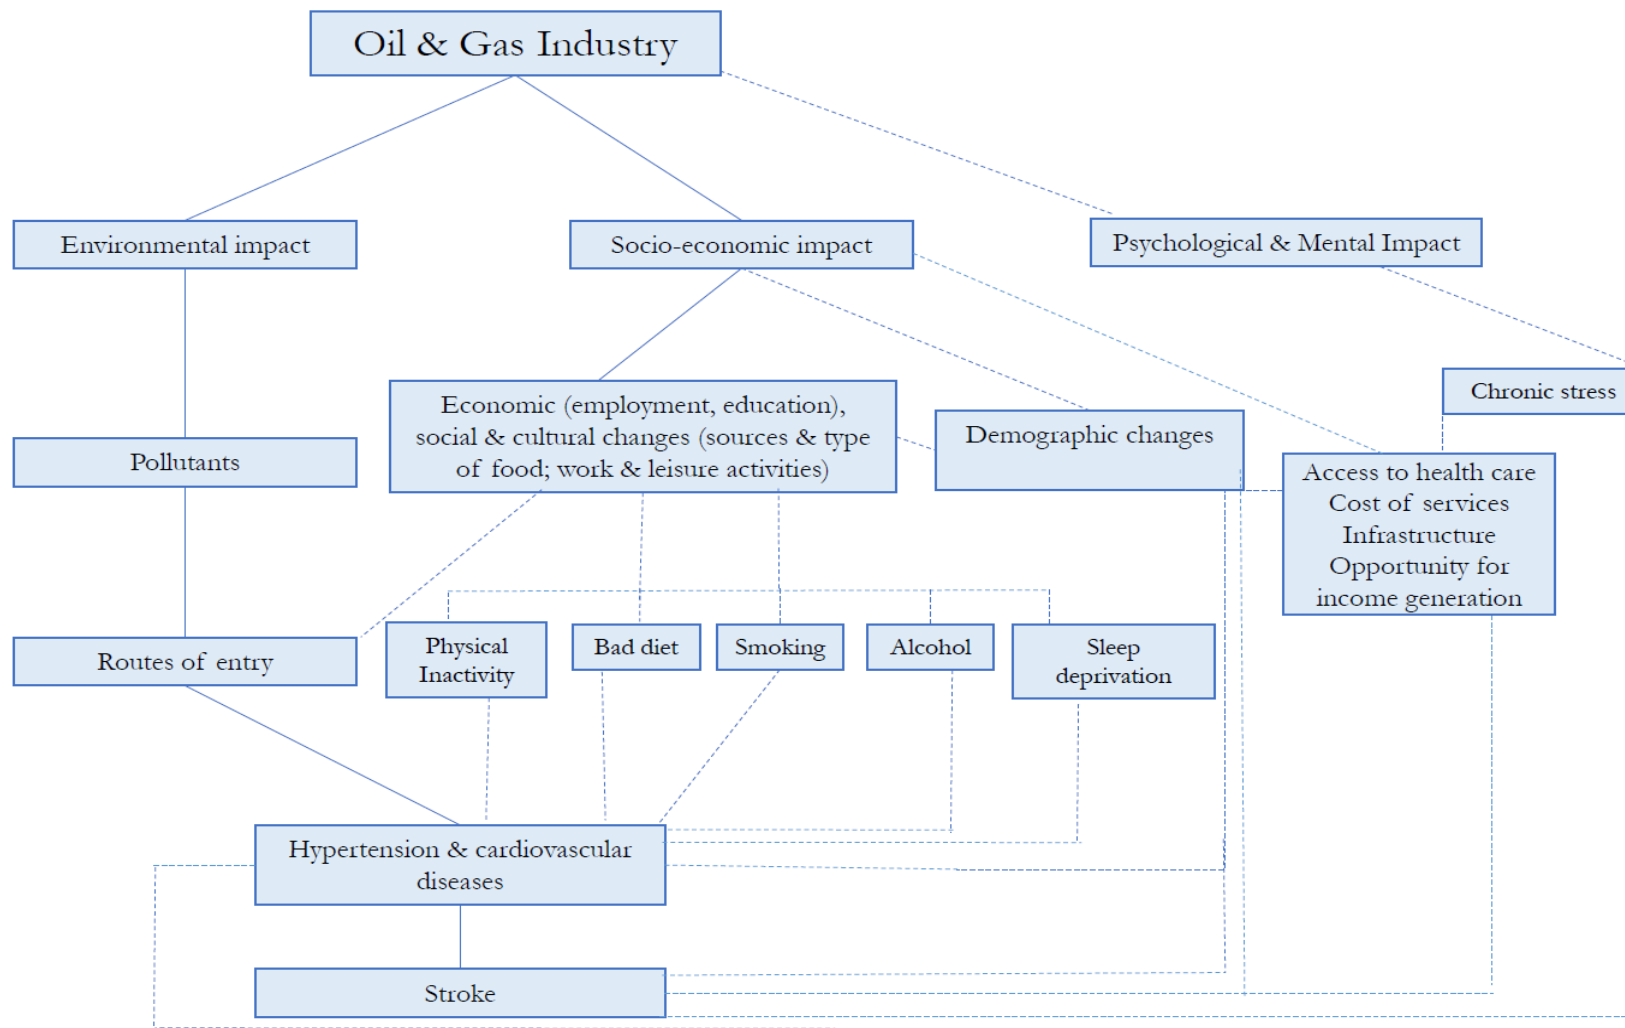 Oil & Gas Industry
Environmental impact
Socio-economic impact
Psychological & Mental Impact
Chronic stress
Economic (employment, education),
social & cultural changes (sources & type
of food; work & leisure activities)
Demographic changes
Pollutants
Access to health care
Cost of services
Infrastructure
Opportunity for
income generation
Routes of entry
Physical
Inactivity
Bad diet
Smoking
Alcohol
Sleep
deprivation
Hypertension & cardiovascular
diseases
Stroke